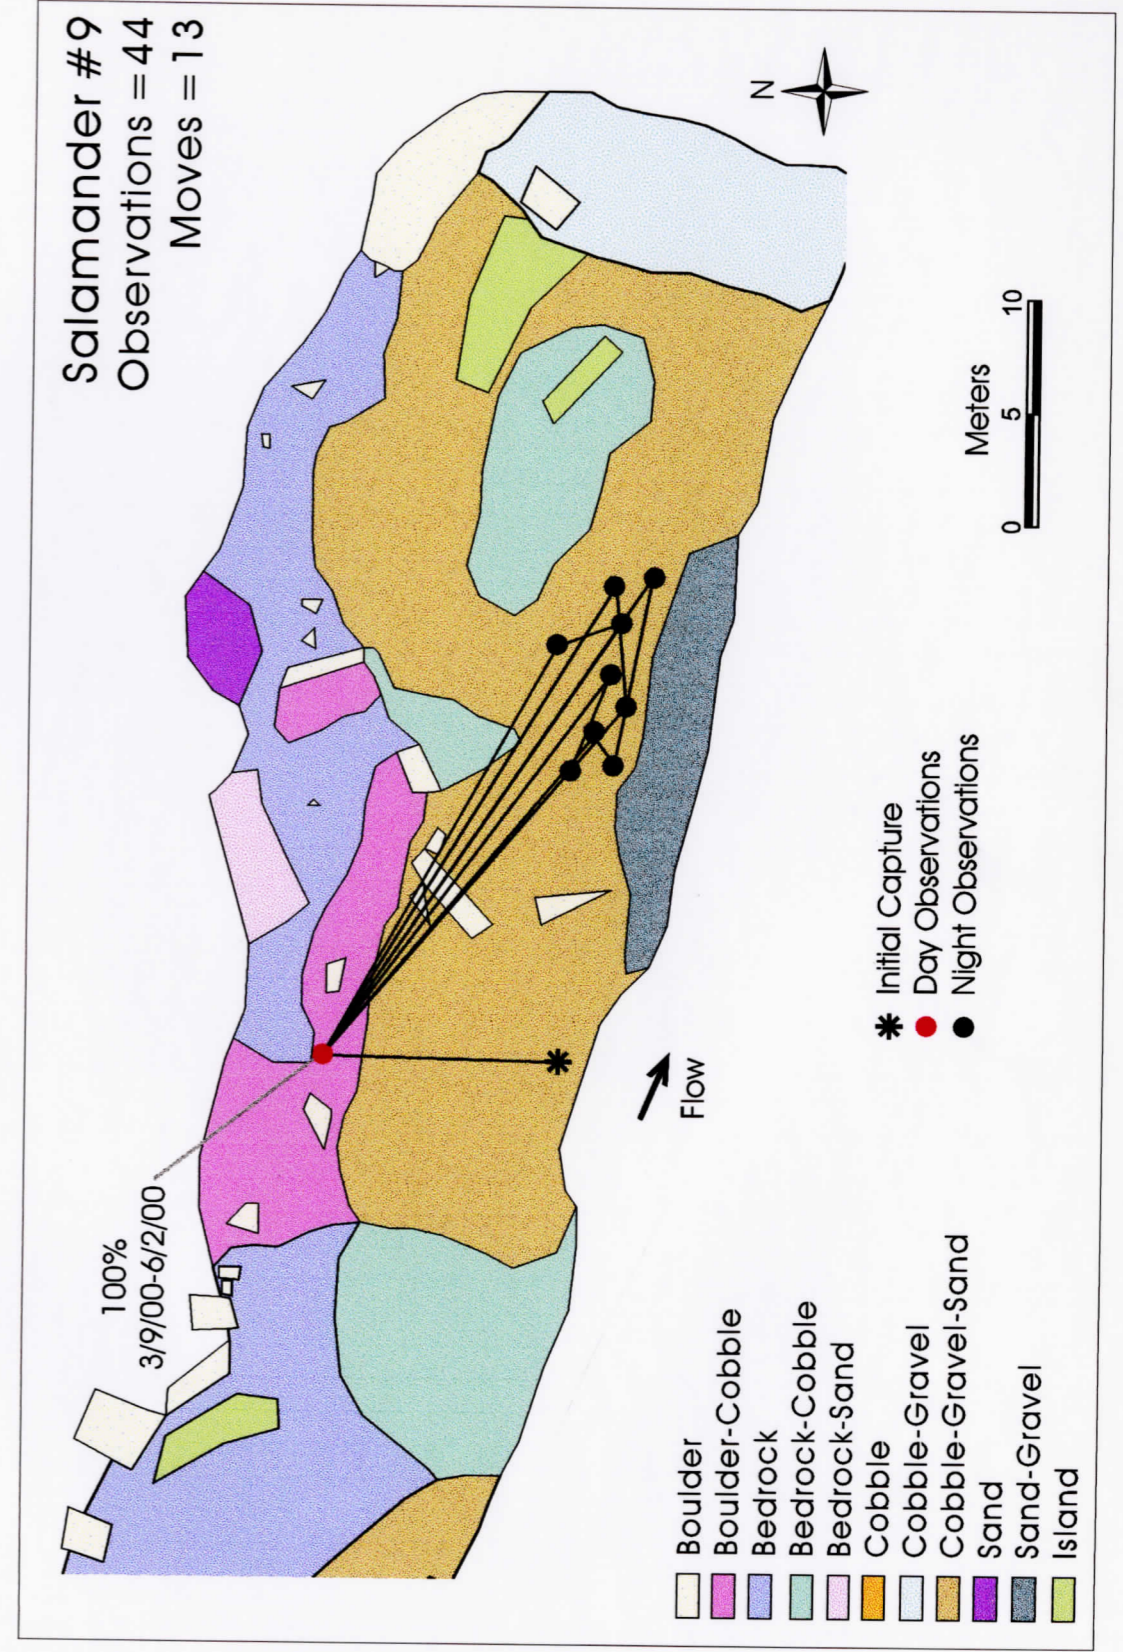 Salamander #9
Observations = 44
Moves = 13
100%
3/9/00-6/2/00
N
Flow
Initial Capture
Day Observations
Night Observations
Meters
0 5 10
Boulder
Boulder-Cobble
Bedrock
Bedrock-Cobble
Bedrock-Sand
Cobble
Cobble-Gravel
Cobble-Gravel-Sand
Sand
Sand-Gravel
Island